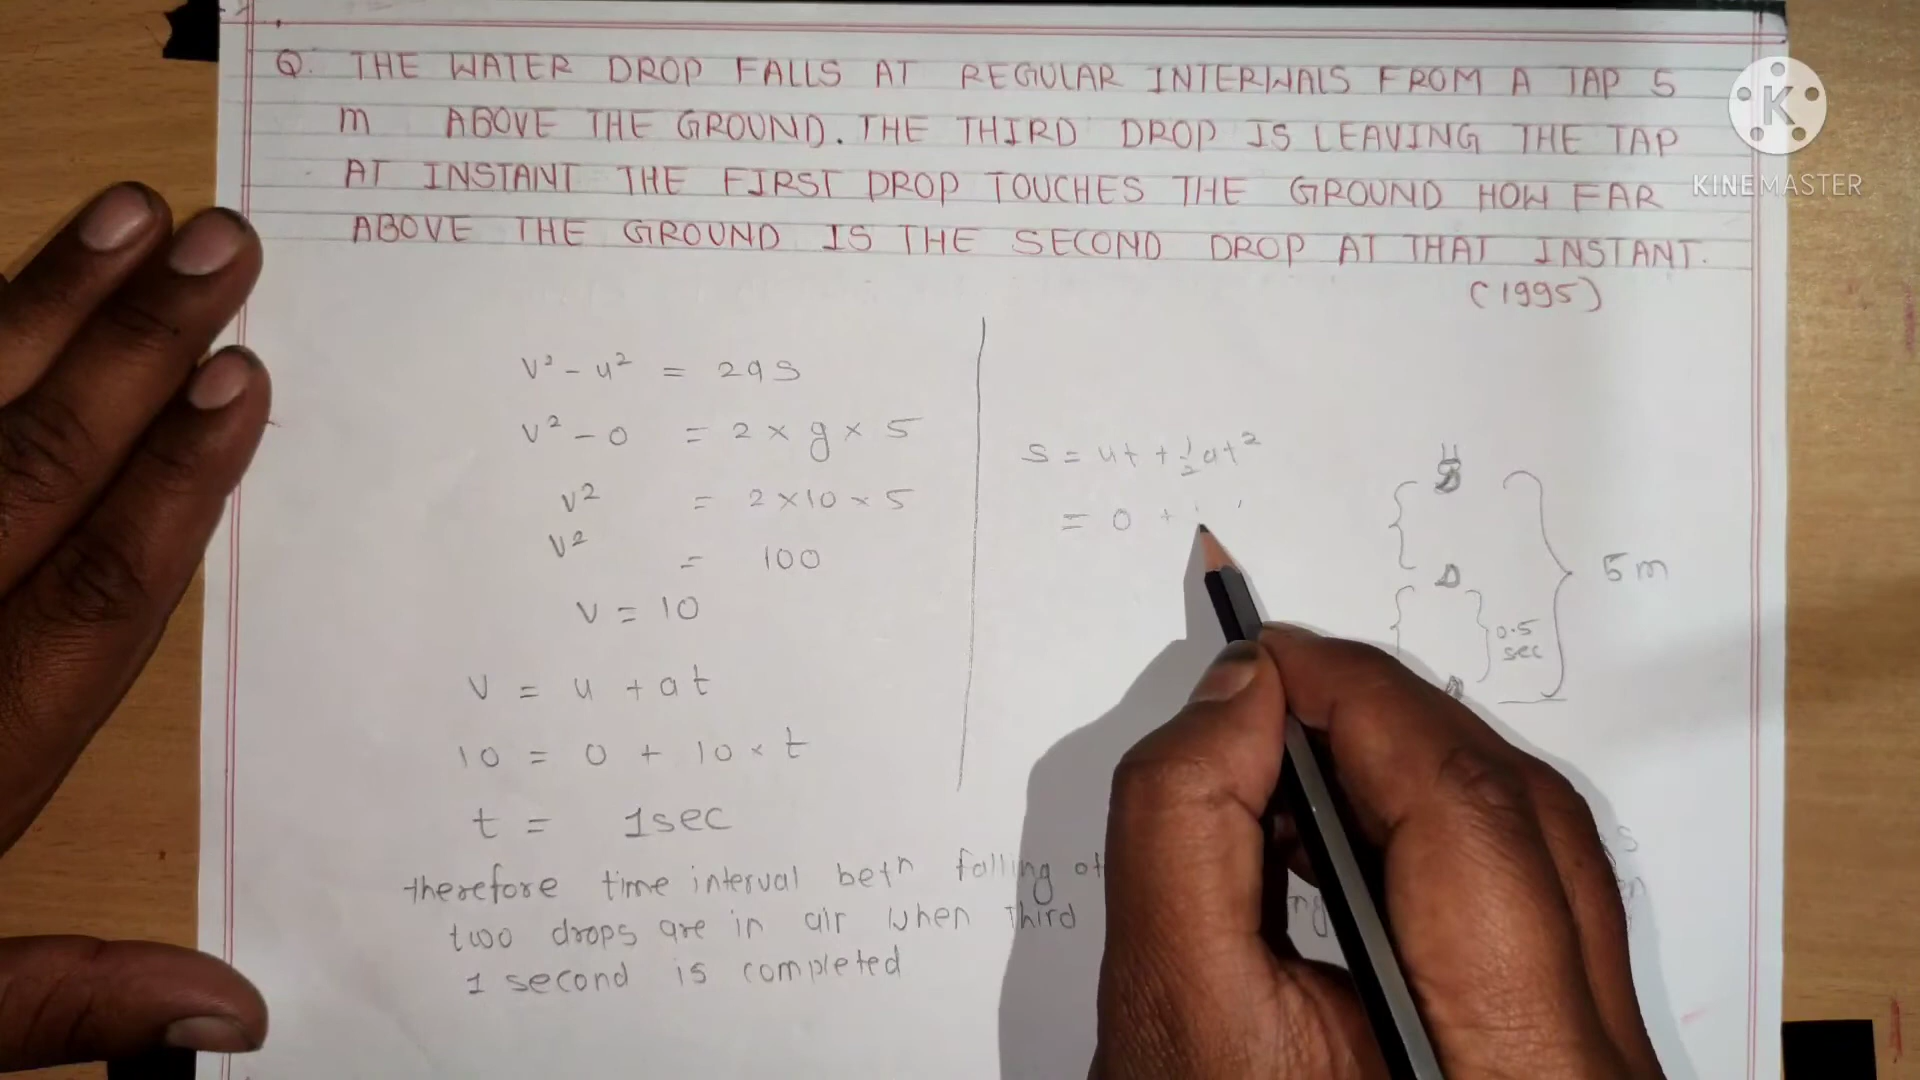 Q. THE WATER DROP FALLS AT REGULAR INTERWALS FROM A TAP 5
m ABOVE THE GROUND. THE THIRD DROP IS LEAVING THE TAP
AT INSTANT THE FIRST DROP TOUCHES THE GROUND HOW FAR
ABOVE THE GROUND IS THE SECOND DROP AT THAT INSTANT.
(1995)
KINEMASTER
v² - u² = 2as
v² - 0 = 2 × g × 5
v² = 2 × 10 × 5
v² = 100
v = 10
v = u + at
10 = 0 + 10 × t
t = 1sec
therefore time interval betn falling of
two drops are in air when Third
1 second is completed
s = ut + ½at²
= 0 +
5 m
0.5
sec